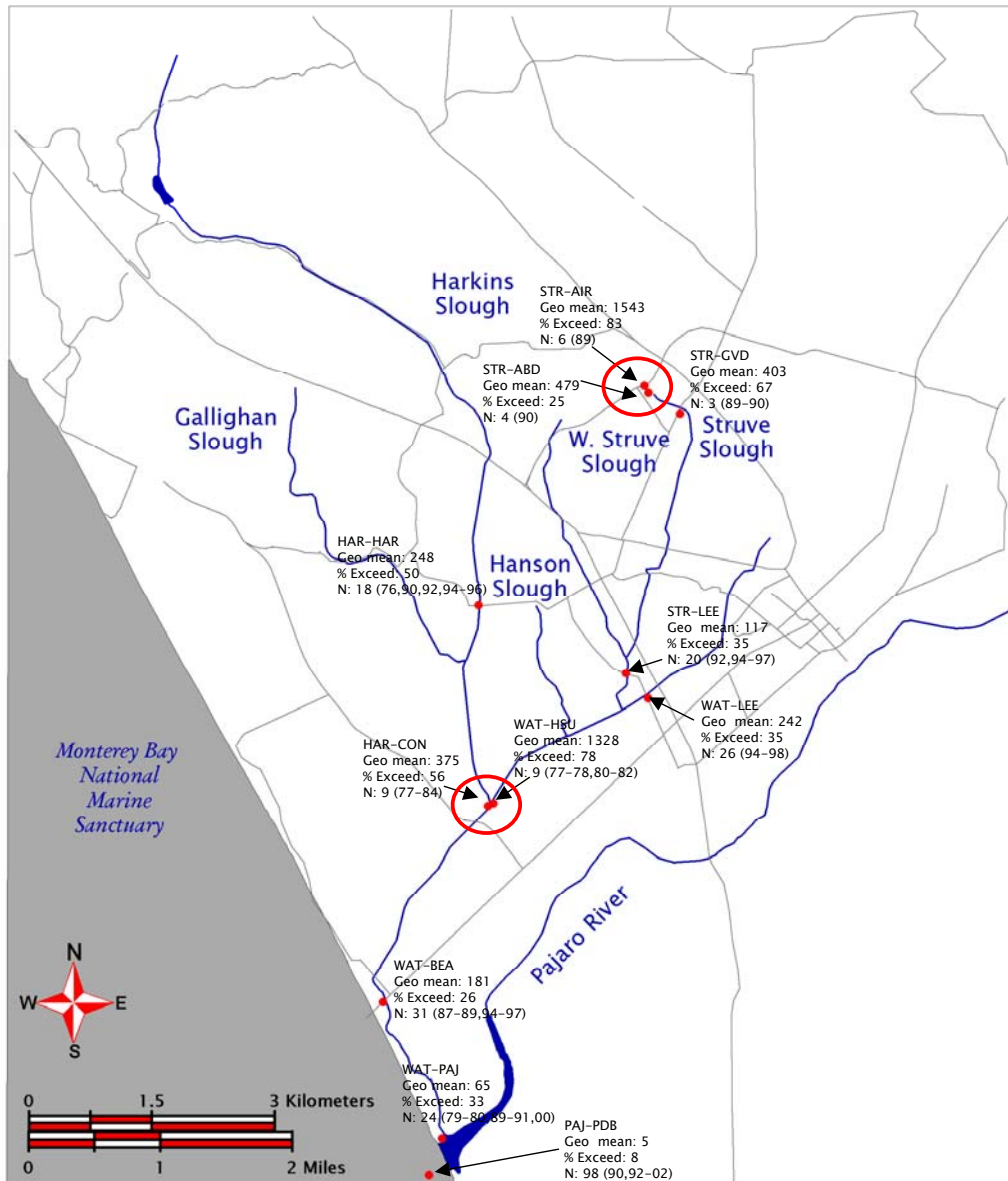 Harkins
Slough
STR-AIR
Geo mean: 1543
% Exceed: 83
N: 6 (89)
STR-ABD
Geo mean: 479
% Exceed: 25
N: 4 (90)
STR-GVD
Geo mean: 403
% Exceed: 67
N: 3 (89-90)
Gallighan
Slough
W. Struve
Slough
Struve
Slough
HAR-HAR
Geo mean: 248
% Exceed: 50
N: 18 (76,90,92,94-96)
Hanson
Slough
STR-LEE
Geo mean: 117
% Exceed: 35
N: 20 (92,94-97)
WAT-LEE
Geo mean: 242
% Exceed: 35
N: 26 (94-98)
WAT-HSU
Geo mean: 1328
% Exceed: 78
N: 9 (77-78,80-82)
HAR-CON
Geo mean: 375
% Exceed: 56
N: 9 (77-84)
Monterey Bay
National
Marine
Sanctuary
Pajaro River
WAT-BEA
Geo mean: 181
% Exceed: 26
N: 31 (87-89,94-97)
N
W
E
S
WAT-PAJ
Geo mean: 65
% Exceed: 33
N: 24 (79-80,89-91,00)
PAJ-PDB
Geo mean: 5
% Exceed: 8
N: 98 (90,92-02)
0 1.5 3 Kilometers
0 1 2 Miles